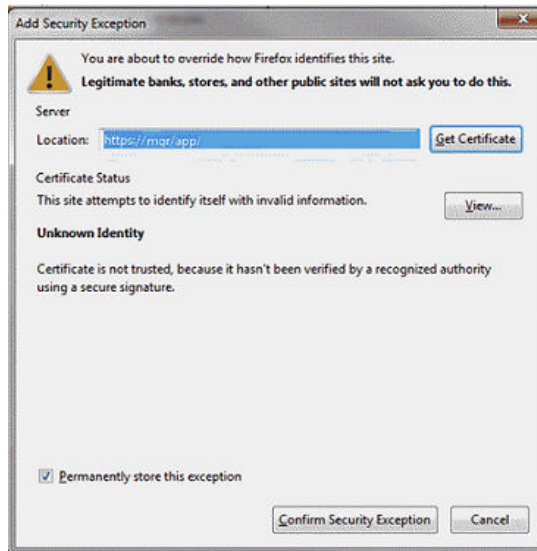 Add Security Exception
You are about to override how Firefox identifies this site.
Legitimate banks, stores, and other public sites will not ask you to do this.
Server
Location: https://mgr/app/ Get Certificate
Certificate Status
This site attempts to identify itself with invalid information. View...
Unknown Identity
Certificate is not trusted, because it hasn't been verified by a recognized authority
using a secure signature.
Permanently store this exception
Confirm Security Exception Cancel